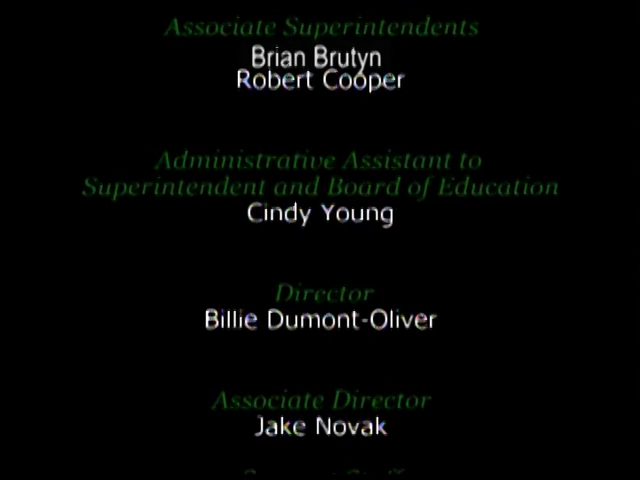 Associate Superintendents
Brian Brutyn
Robert Cooper
Administrative Assistant to
Superintendent and Board of Education
Cindy Young
Director
Billie Dumont-Oliver
Associate Director
Jake Novak